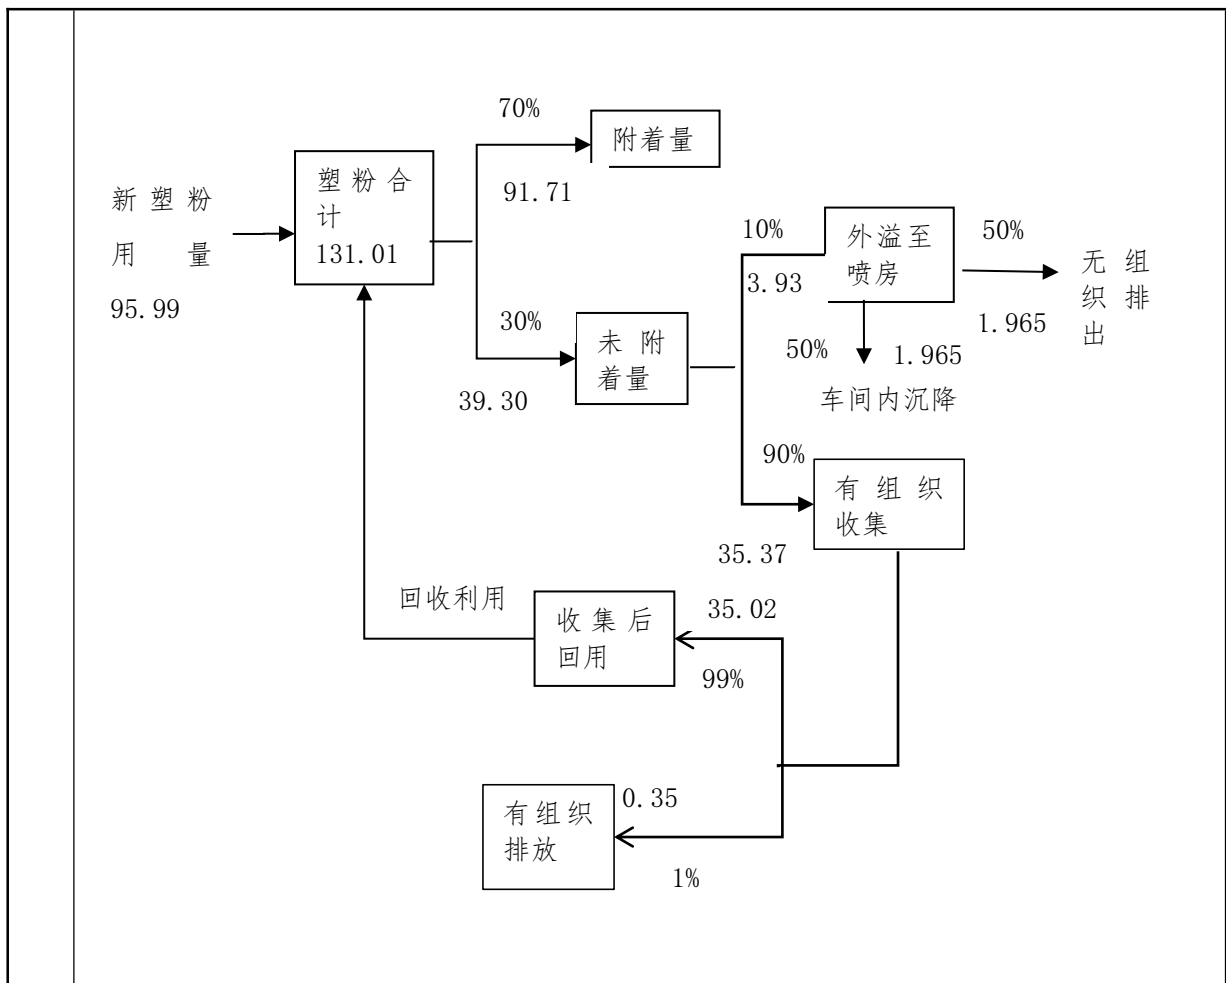 新塑粉
用量
95.99
塑粉合
计
131.01
70%
附着量
91.71
30%
未附
着量
39.30
10%
3.93
外溢至
喷房
50%
1.965
无组
织排
出
50%
1.965
车间内沉降
90%
有组织
收集
35.37
回收利用
收集后
回用
35.02
99%
有组织
排放
0.35
1%